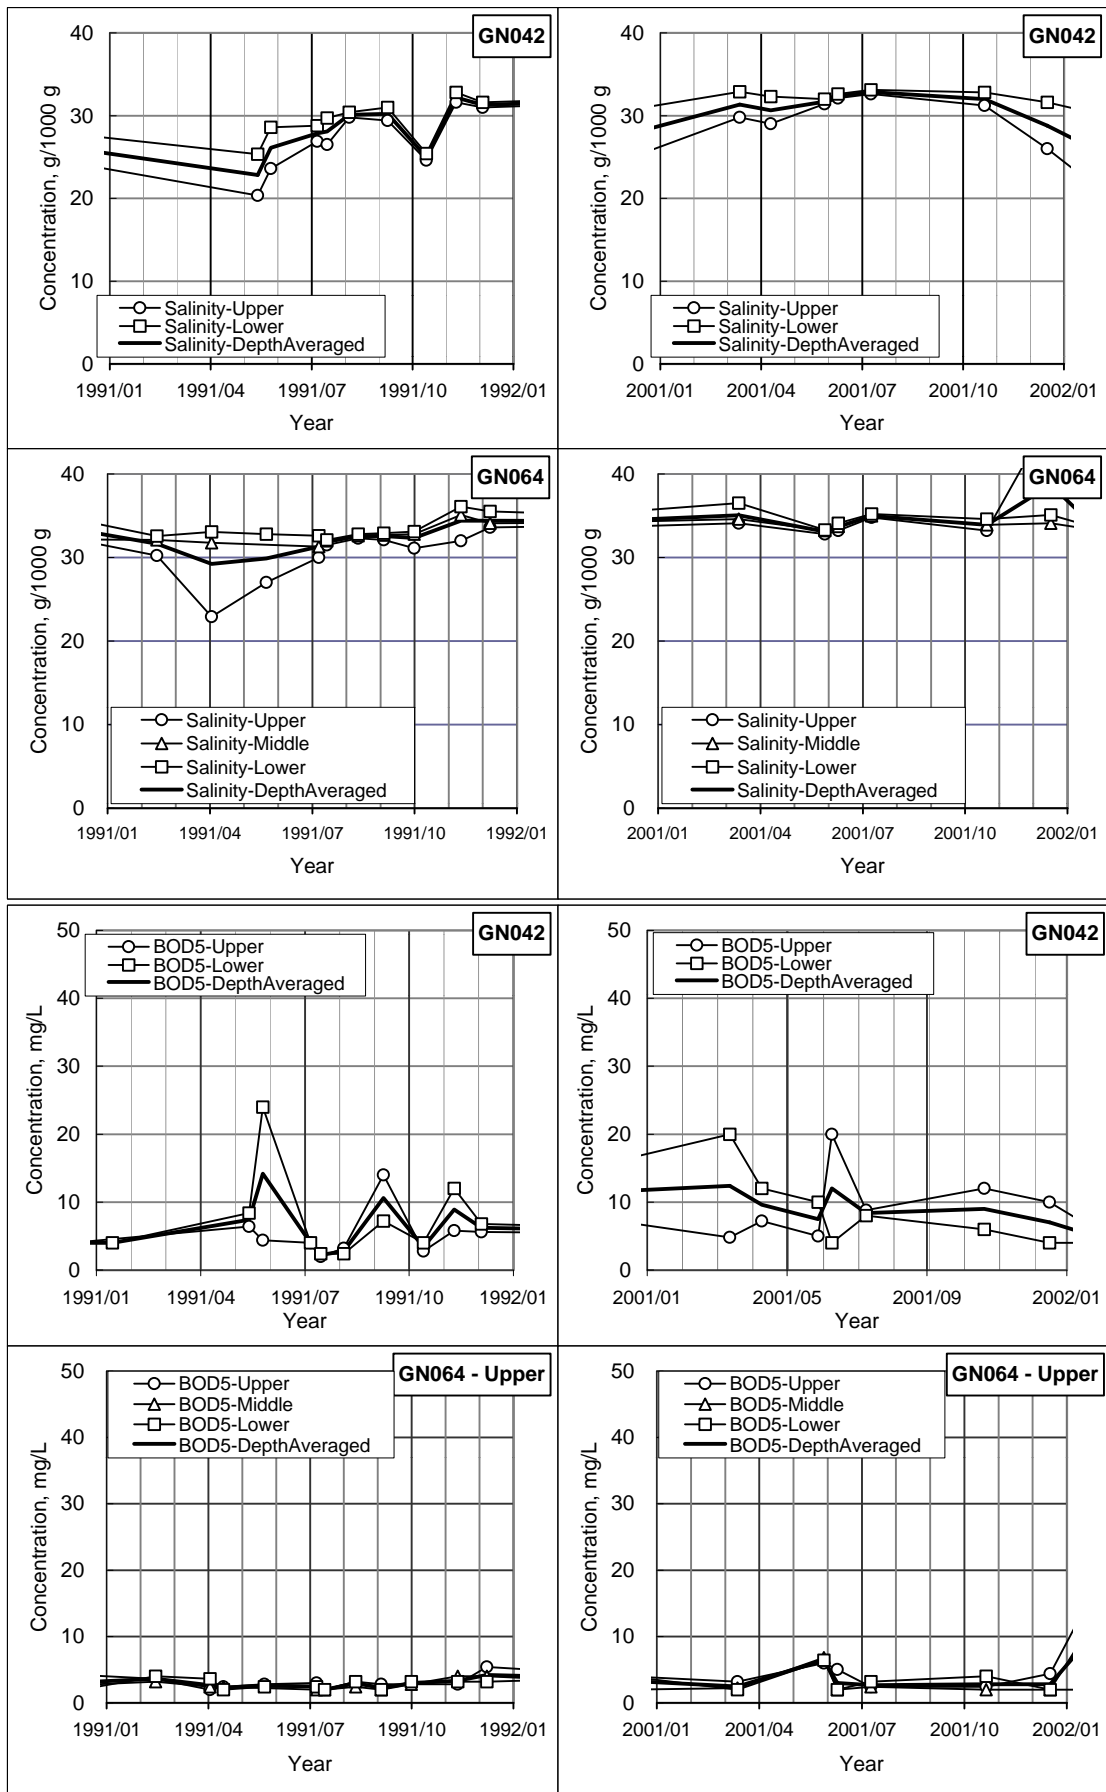 GN042
40
30
20
10
0
Concentration, g/1000 g
Salinity-Upper
Salinity-Lower
Salinity-DepthAveraged
1991/01 1991/04 1991/07 1991/10 1992/01
Year
GN042
40
30
20
10
0
Concentration, g/1000 g
Salinity-Upper
Salinity-Lower
Salinity-DepthAveraged
2001/01 2001/04 2001/07 2001/10 2002/01
Year
GN064
40
30
20
10
0
Concentration, g/1000 g
Salinity-Upper
Salinity-Middle
Salinity-Lower
Salinity-DepthAveraged
1991/01 1991/04 1991/07 1991/10 1992/01
Year
GN064
40
30
20
10
0
Concentration, g/1000 g
Salinity-Upper
Salinity-Middle
Salinity-Lower
Salinity-DepthAveraged
2001/01 2001/04 2001/07 2001/10 2002/01
Year
GN042
50
40
30
20
10
0
Concentration, mg/L
BOD5-Upper
BOD5-Lower
BOD5-DepthAveraged
1991/01 1991/04 1991/07 1991/10 1992/01
Year
GN042
50
40
30
20
10
0
Concentration, mg/L
BOD5-Upper
BOD5-Lower
BOD5-DepthAveraged
2001/01 2001/05 2001/09 2002/01
Year
GN064 - Upper
50
40
30
20
10
0
Concentration, mg/L
BOD5-Upper
BOD5-Middle
BOD5-Lower
BOD5-DepthAveraged
1991/01 1991/04 1991/07 1991/10 1992/01
Year
GN064 - Upper
50
40
30
20
10
0
Concentration, mg/L
BOD5-Upper
BOD5-Middle
BOD5-Lower
BOD5-DepthAveraged
2001/01 2001/04 2001/07 2001/10 2002/01
Year